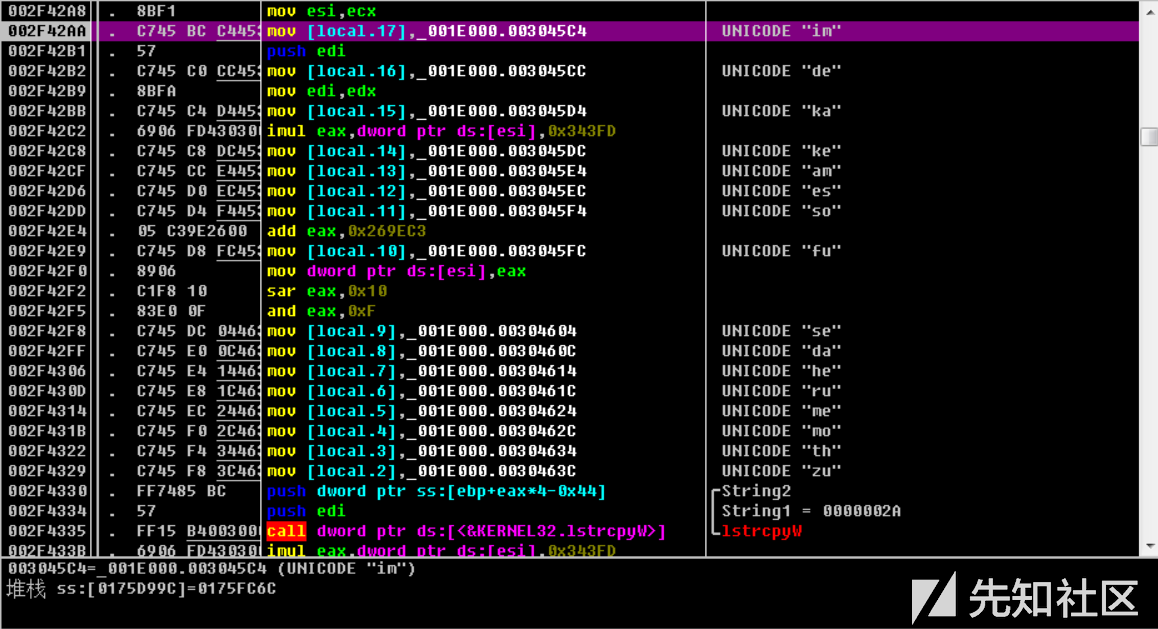 002F42A8 . 8BF1 mov esi,ecx
002F42AA . C745 BC C445 mov [local.17],_001E000.003045C4 UNICODE "im"
002F42B1 . 57 push edi
002F42B2 . C745 C0 CC45 mov [local.16],_001E000.003045CC UNICODE "de"
002F42B9 . 8BFA mov edi,edx
002F42BB . C745 C4 D445 mov [local.15],_001E000.003045D4 UNICODE "ka"
002F42C2 . 6906 FD43030 imul eax,dword ptr ds:[esi],0x343FD
002F42C8 . C745 C8 DC45 mov [local.14],_001E000.003045DC UNICODE "ke"
002F42CF . C745 CC E445 mov [local.13],_001E000.003045E4 UNICODE "am"
002F42D6 . C745 D0 EC45 mov [local.12],_001E000.003045EC UNICODE "es"
002F42DD . C745 D4 F445 mov [local.11],_001E000.003045F4 UNICODE "so"
002F42E4 . 05 C39E2600 add eax,0x269EC3
002F42E9 . C745 D8 FC45 mov [local.10],_001E000.003045FC UNICODE "fu"
002F42F0 . 8906 mov dword ptr ds:[esi],eax
002F42F2 . C1F8 10 sar eax,0x10
002F42F5 . 83E0 0F and eax,0xF
002F42F8 . C745 DC 0446 mov [local.9],_001E000.00304604 UNICODE "se"
002F42FF . C745 E0 0C46 mov [local.8],_001E000.0030460C UNICODE "da"
002F4306 . C745 E4 1446 mov [local.7],_001E000.00304614 UNICODE "he"
002F430D . C745 E8 1C46 mov [local.6],_001E000.0030461C UNICODE "ru"
002F4314 . C745 EC 2446 mov [local.5],_001E000.00304624 UNICODE "me"
002F431B . C745 F0 2C46 mov [local.4],_001E000.0030462C UNICODE "mo"
002F4322 . C745 F4 3446 mov [local.3],_001E000.00304634 UNICODE "th"
002F4329 . C745 F8 3C46 mov [local.2],_001E000.0030463C UNICODE "zu"
002F4330 . FF7485 BC push dword ptr ss:[ebp+eax*4-0x44] String2
002F4334 . 57 push edi String1 = 0000002A
002F4335 . FF15 B400300 call dword ptr ds:[<&KERNEL32.lstrcpyW>] lstrcpyW
002F433B . 6906 FD43030 imul eax,dword ptr ds:[esi],0x343FD
003045C4=_001E000.003045C4 (UNICODE "im")
堆栈 ss:[0175D99C]=0175FC6C
先知社区